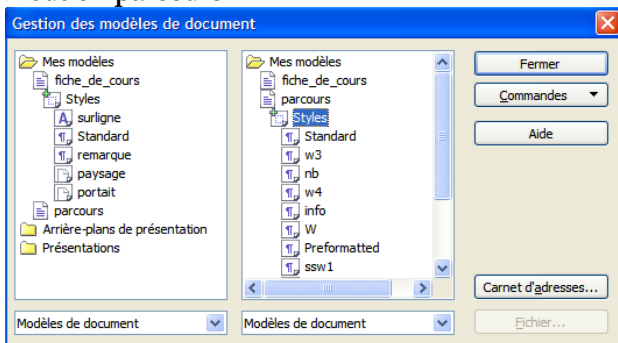 Gestion des modèles de document
Mes modèles
fiche_de_cours
Styles
surligne
Standard
remarque
paysage
portait
parcours
Arrière-plans de présentation
Présentations
Modèles de document
Mes modèles
fiche_de_cours
parcours
Styles
Standard
w3
nb
w4
info
W
Preformatted
ssw1
Modèles de document
Fermer
Commandes
Aide
Carnet d'adresses...
Fichier...